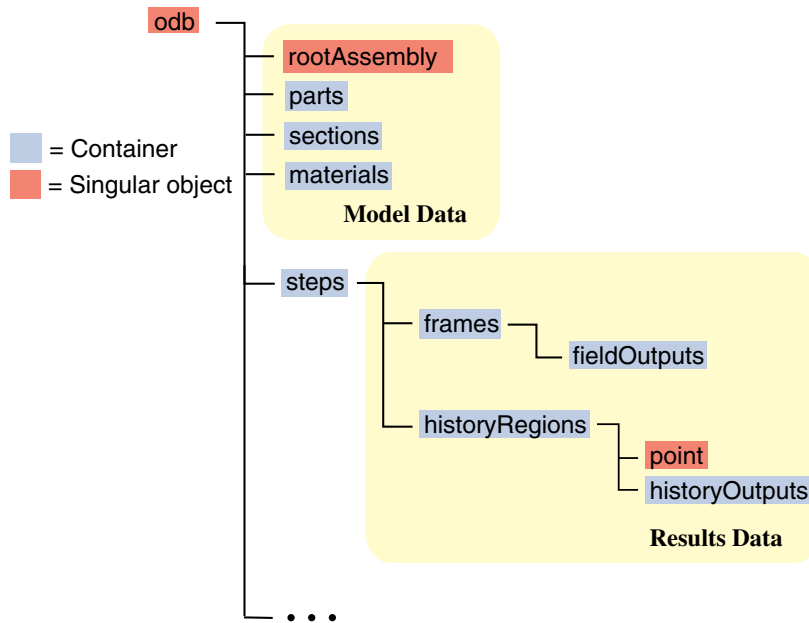 odb
rootAssembly
parts
sections
materials
= Container
= Singular object
Model Data
steps
frames
fieldOutputs
historyRegions
point
historyOutputs
Results Data
• • •